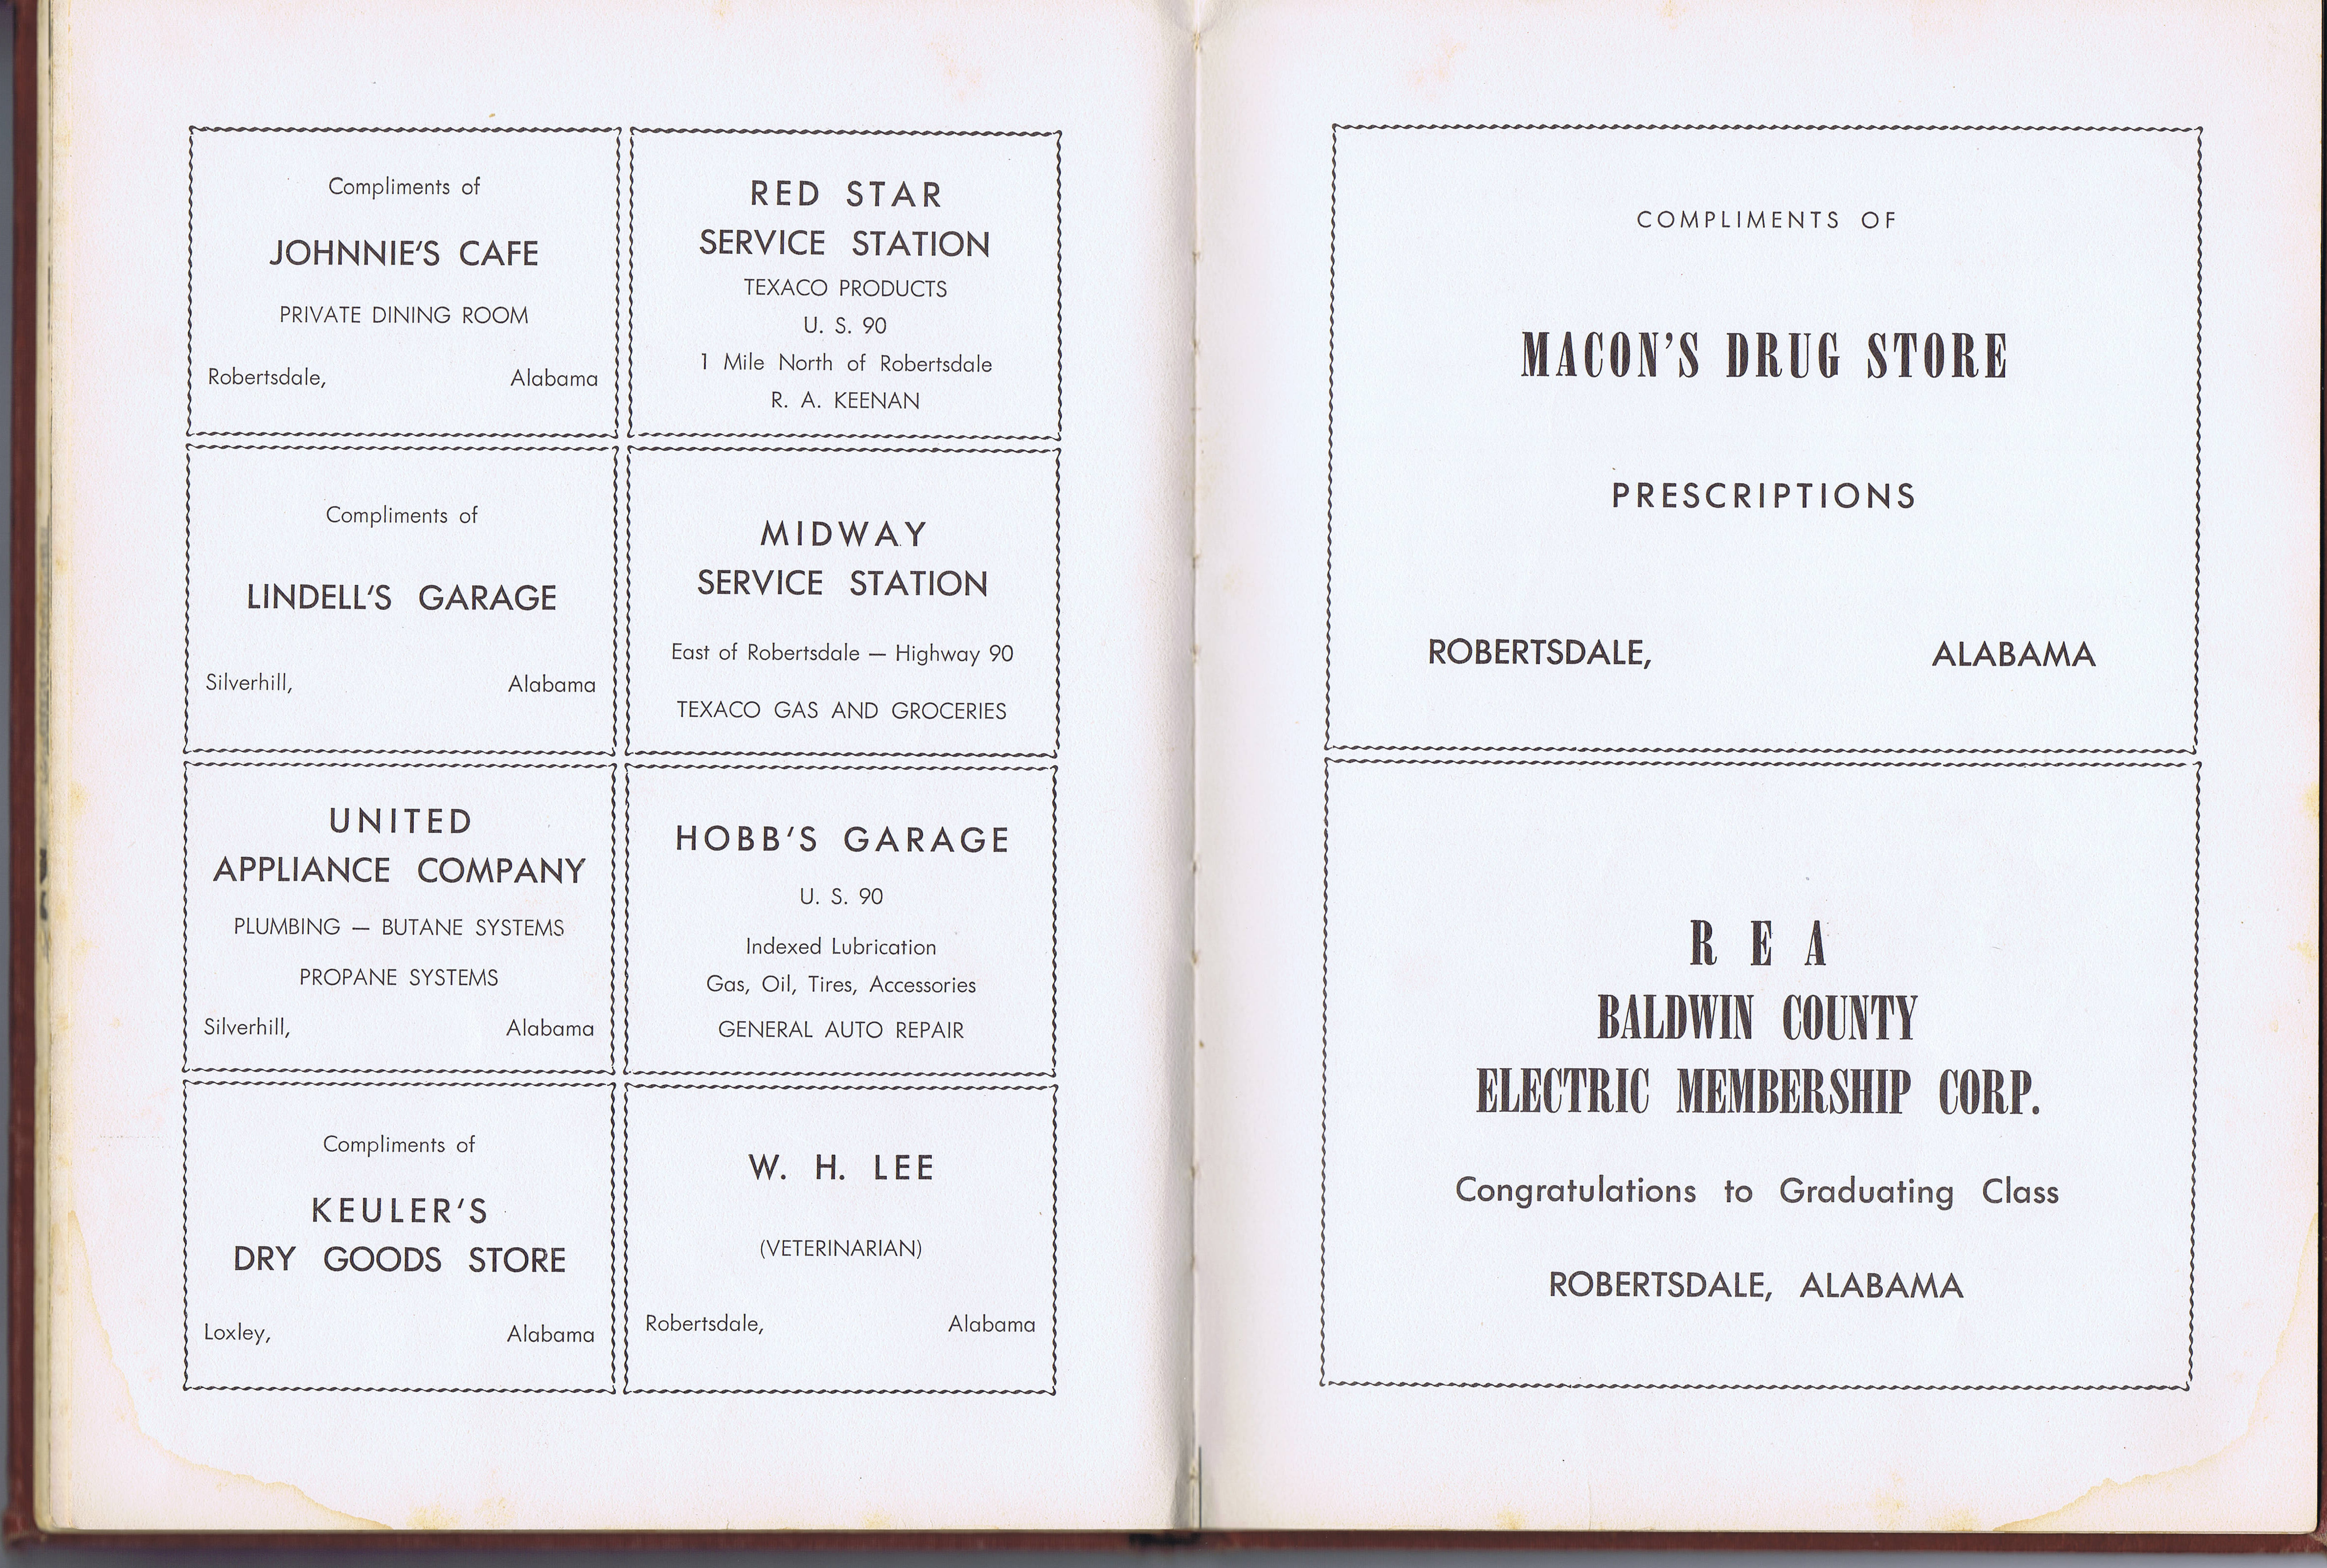 Compliments of
JOHNNIE'S CAFE
PRIVATE DINING ROOM
Robertsdale, Alabama
RED STAR
SERVICE STATION
TEXACO PRODUCTS
U. S. 90
1 Mile North of Robertsdale
R. A. KEENAN
Compliments of
LINDELL'S GARAGE
Silverhill, Alabama
MIDWAY
SERVICE STATION
East of Robertsdale — Highway 90
TEXACO GAS AND GROCERIES
UNITED
APPLIANCE COMPANY
PLUMBING — BUTANE SYSTEMS
PROPANE SYSTEMS
Silverhill, Alabama
HOBB'S GARAGE
U. S. 90
Indexed Lubrication
Gas, Oil, Tires, Accessories
GENERAL AUTO REPAIR
Compliments of
KEULER'S
DRY GOODS STORE
Loxley, Alabama
W. H. LEE
(VETERINARIAN)
Robertsdale, Alabama
COMPLIMENTS OF
MACON'S DRUG STORE
PRESCRIPTIONS
ROBERTSDALE, ALABAMA
R E A
BALDWIN COUNTY
ELECTRIC MEMBERSHIP CORP.
Congratulations to Graduating Class
ROBERTSDALE, ALABAMA